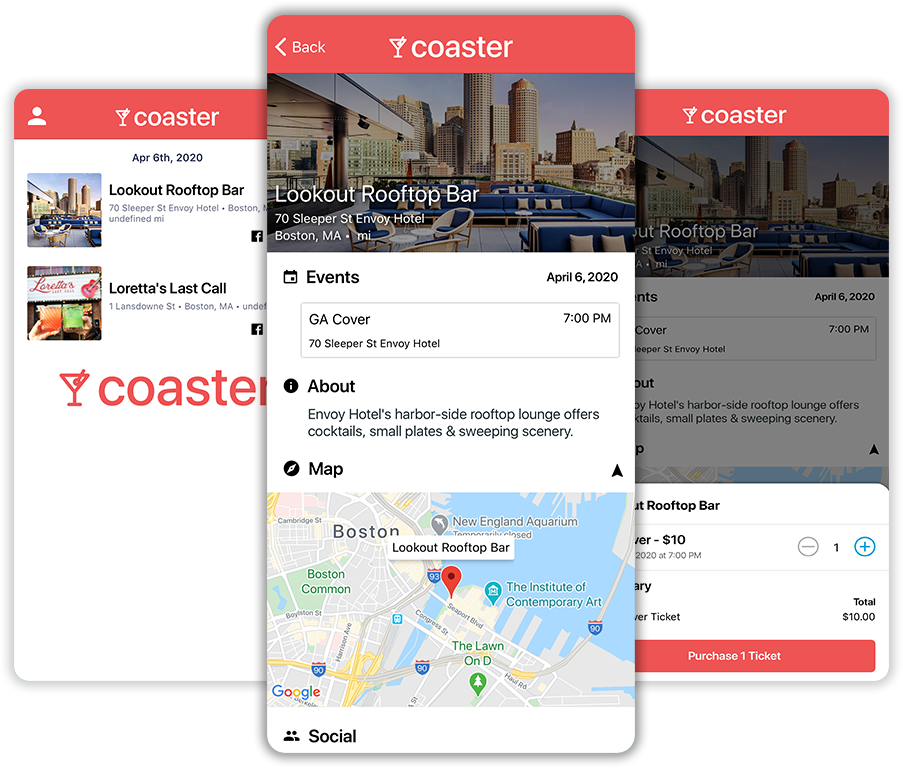 coaster
Apr 6th, 2020
Lookout Rooftop Bar
70 Sleeper St Envoy Hotel • Boston,
undefined mi
Loretta's
Loretta's Last Call
1 Lansdowne St • Boston, MA • undef
coaster
Back
coaster
Lookout Rooftop Bar
70 Sleeper St Envoy Hotel
Boston, MA • mi
Events
April 6, 2020
GA Cover
7:00 PM
70 Sleeper St Envoy Hotel
About
Envoy Hotel's harbor-side rooftop lounge offers
cocktails, small plates & sweeping scenery.
Map
Cambridge St
Boston
New England Aquarium
Temporarily closed
Lookout Rooftop Bar
Boston
Common
93
The Institute of
Contemporary Art
Boylston St
Congress St
Seaport Blvd
90
Harrison Ave
The Lawn
On D
90
90
Haul Rd
Google
Social
coaster
ut Rooftop Bar
t Envoy Hotel
A • mi
ents
April 6, 2020
Cover
7:00 PM
eeper St Envoy Hotel
out
oy Hotel's harbor-side rooftop lounge offers
ktails, small plates & sweeping scenery.
p
ut Rooftop Bar
ver - $10
2020 at 7:00 PM
1
ary
Total
ver Ticket
$10.00
Purchase 1 Ticket